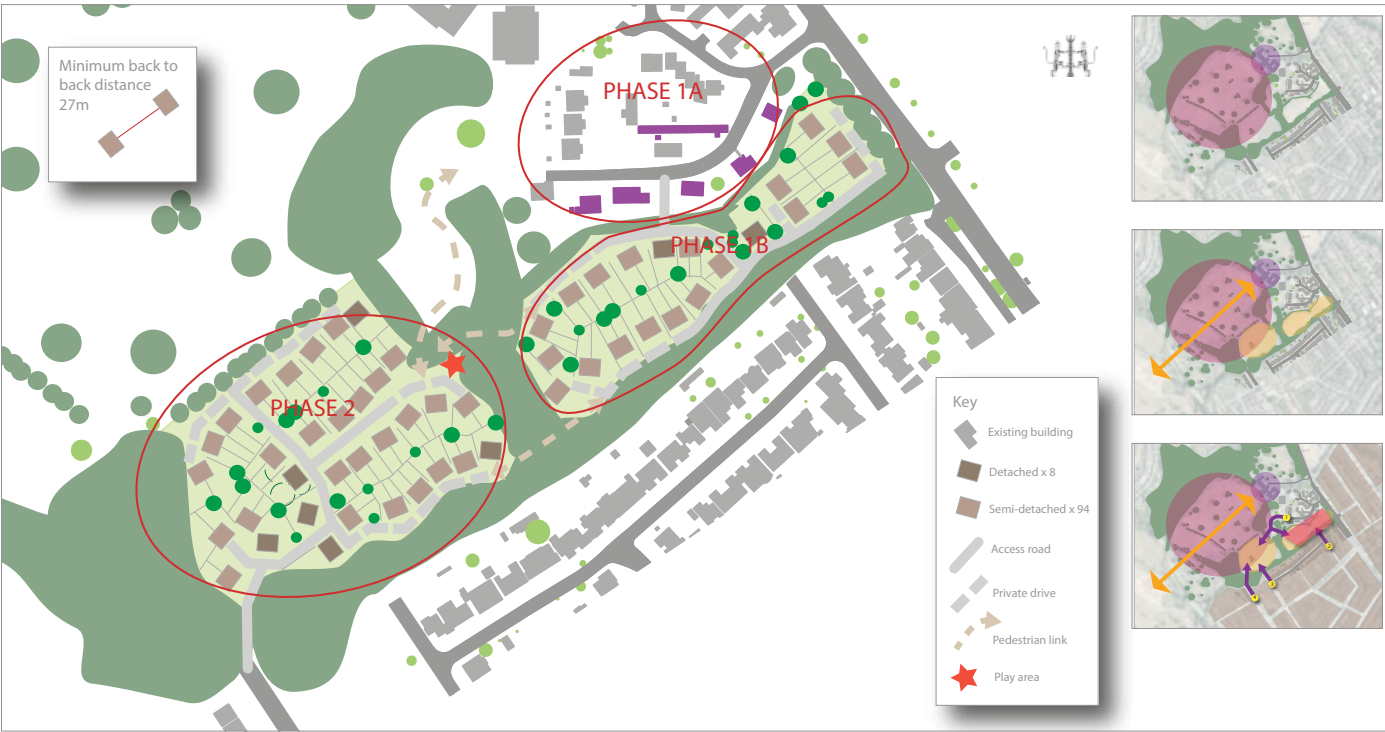 Minimum back to
back distance
27m
PHASE 1A
PHASE 1B
PHASE 2
Key
Existing building
Detached x 8
Semi-detached x 94
Access road
Private drive
Pedestrian link
Play area